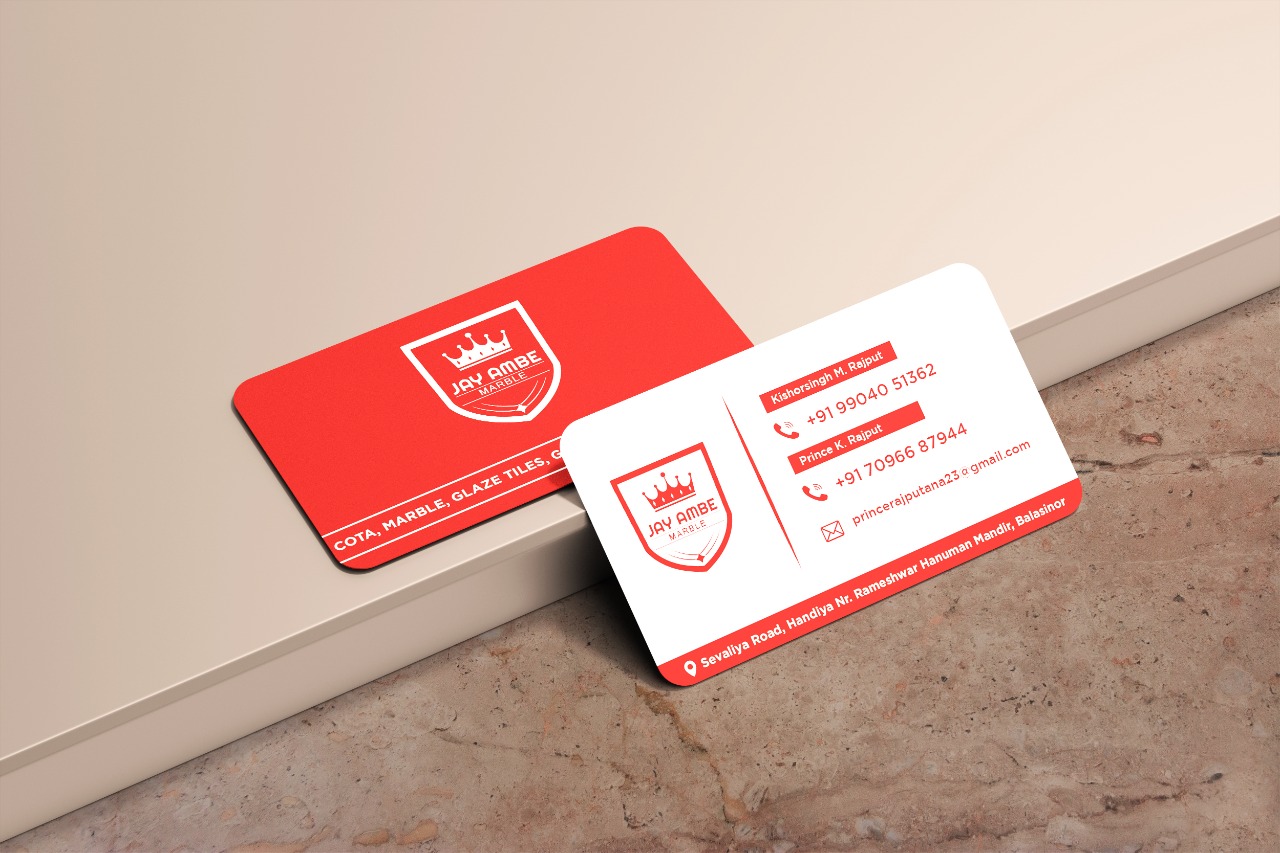 JAY AMBE
MARBLE
COTA, MARBLE, GLAZE TILES, G
JAY AMBE
MARBLE
Kishorsingh M. Rajput
+91 99040 51362
Prince K. Rajput
+91 70966 87944
princerajputana23@gmail.com
Sevaliya Road, Handiya Nr. Rameshwar Hanuman Mandir, Balasinor